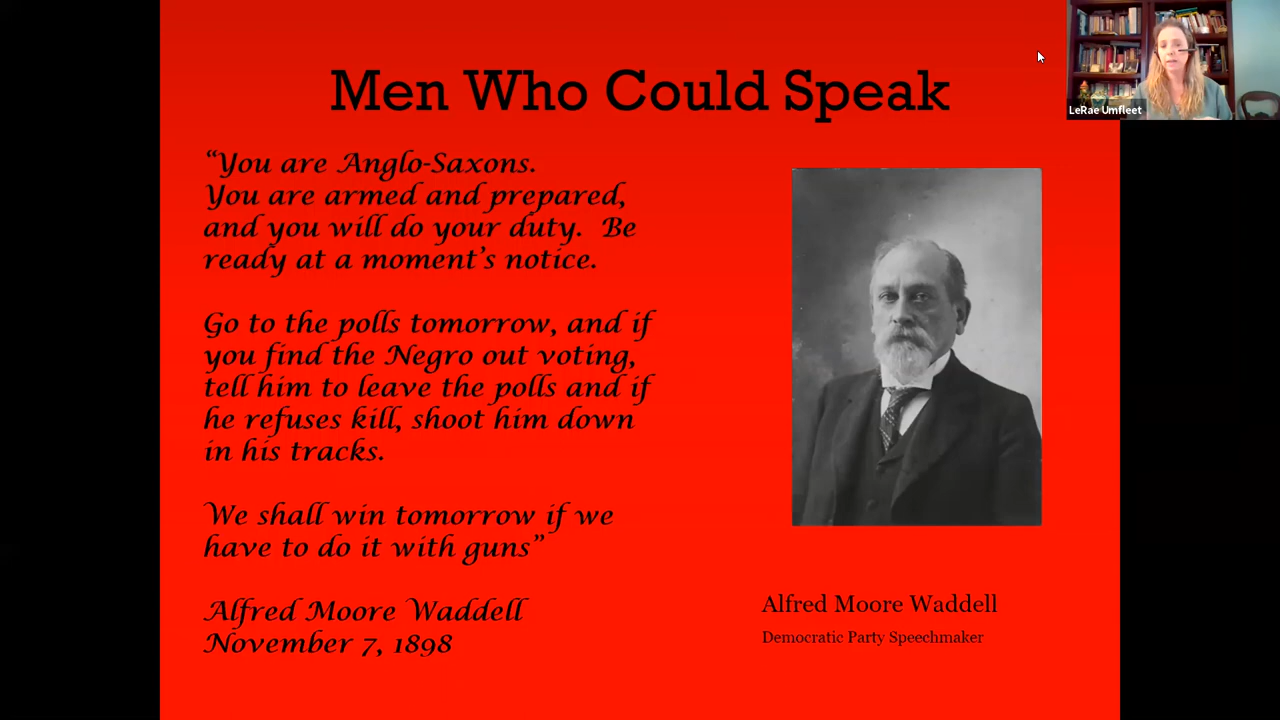 Men Who Could Speak
LeRae Umfleet
“You are Anglo-Saxons.
You are armed and prepared,
and you will do your duty.  Be
ready at a moment’s notice.
Go to the polls tomorrow, and if
you find the Negro out voting,
tell him to leave the polls and if
he refuses kill, shoot him down
in his tracks.
We shall win tomorrow if we
have to do it with guns”
Alfred Moore Waddell
November 7, 1898
Alfred Moore Waddell
Democratic Party Speechmaker